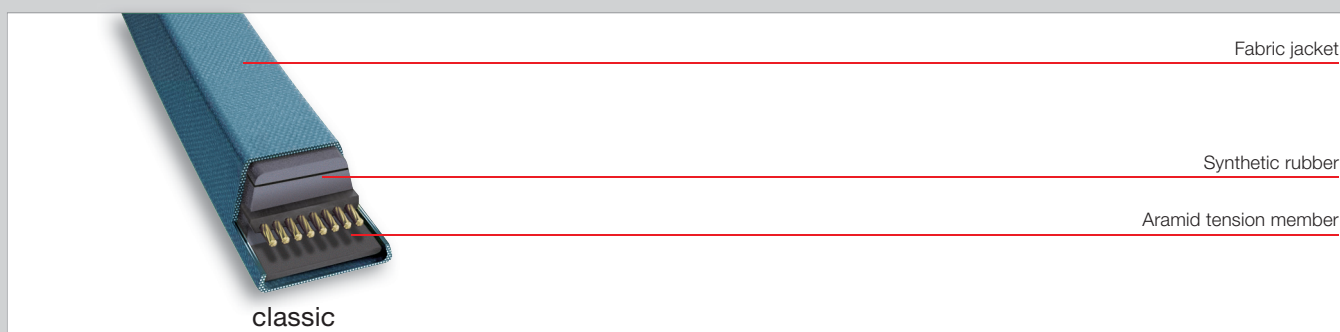 Fabric jacket
Synthetic rubber
Aramid tension member
classic